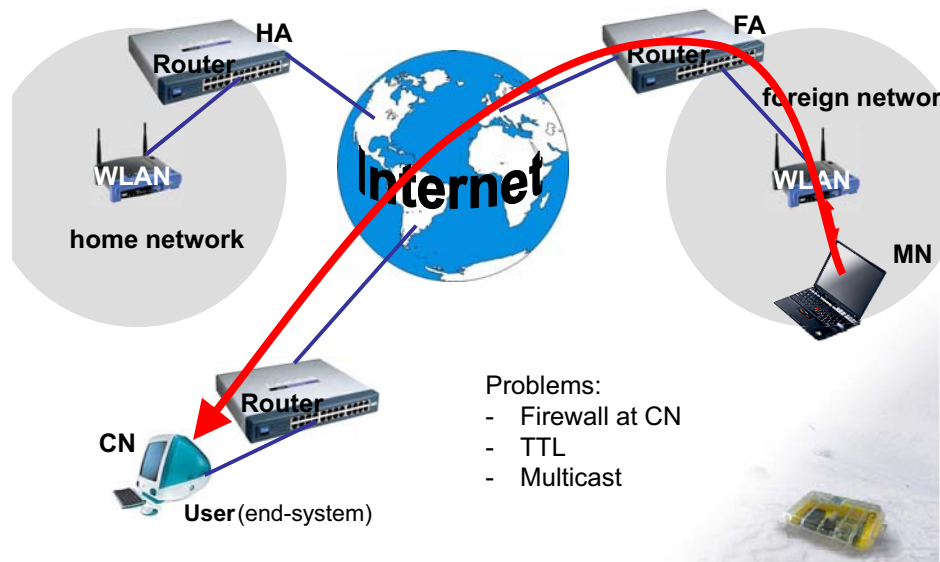 HA
Router
WLAN
home network
Internet
FA
Router
foreign networ
WLAN
MN
Router
CN
User (end-system)
Problems:
- Firewall at CN
- TTL
- Multicast